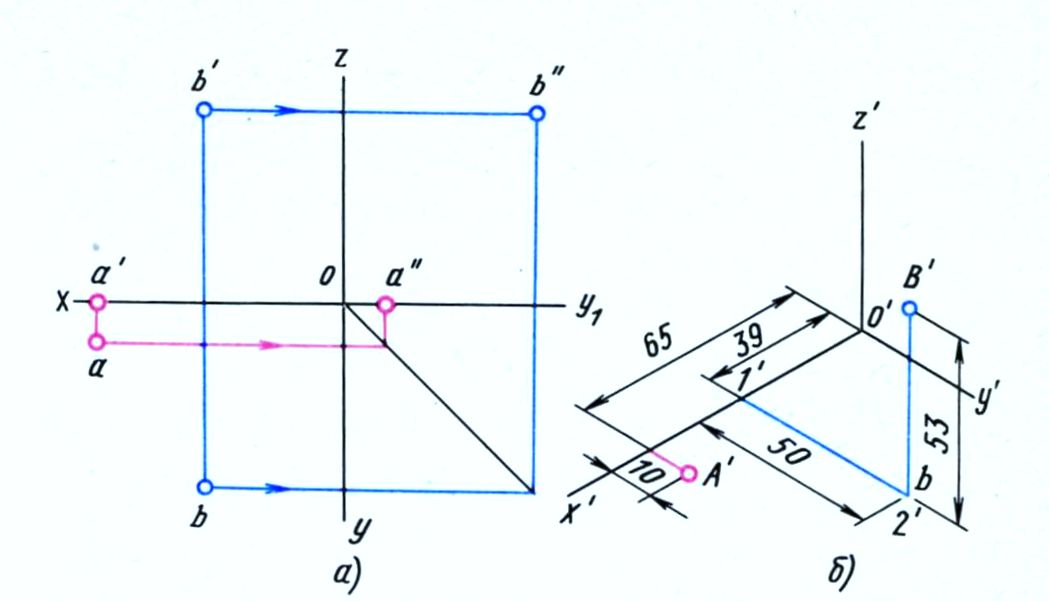 z
b'
b"
z'
o
a'
a"
x
y₁
a
b
y
а)
B'
O'
65
39
1'
y'
50
53
10
A'
b
x'
2'
б)